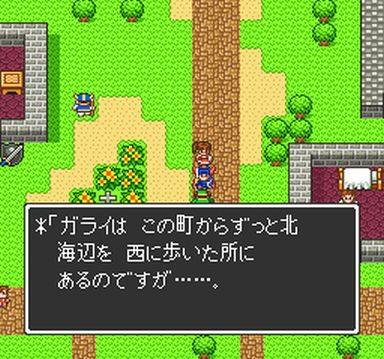 *「ガライは この町からずっと北
海辺を 西に歩いた所に
あるのですが……。